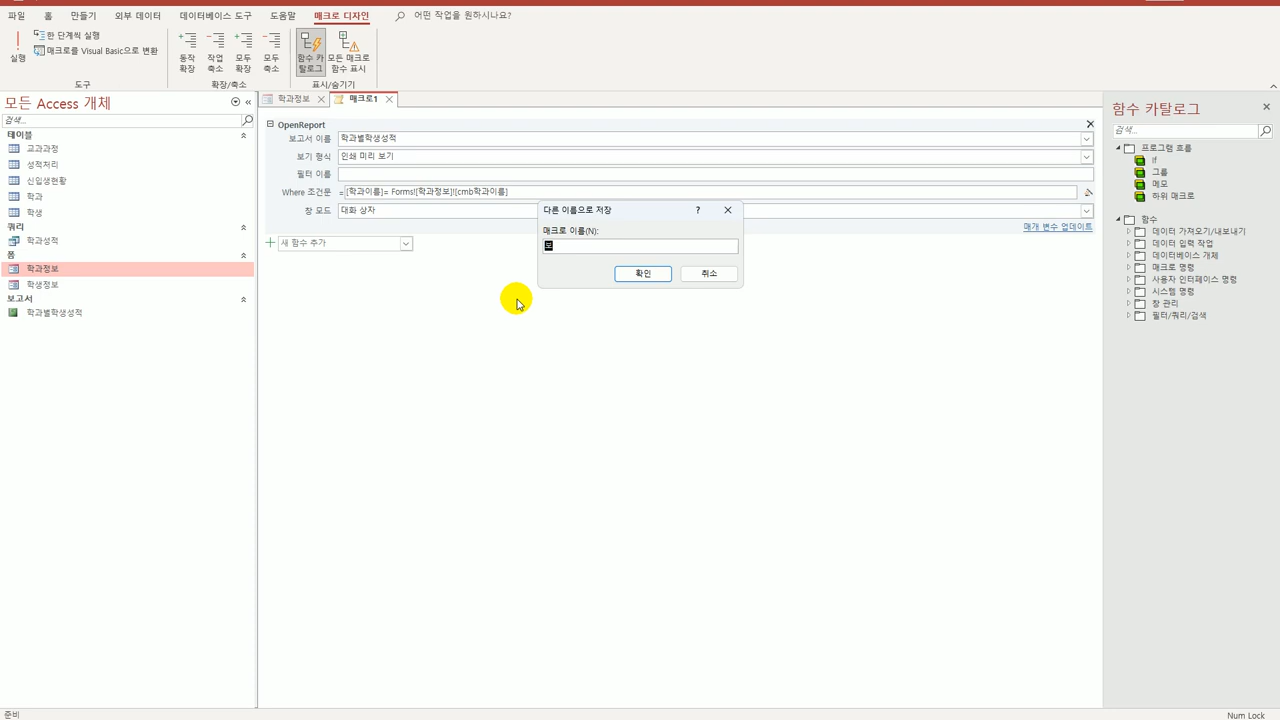 파일 홈 만들기 외부 데이터 데이터베이스 도구 도움말 매크로 디자인 어떤 작업을 원하시나요?
실행
한 단계씩 실행
매크로를 Visual Basic으로 변환
도구
동작 확장
작업 축소
모두 확장
모두 축소
확장/축소
함수 카탈로그
모든 매크로 함수 표시
표시/숨기기
모든 Access 개체
검색...
테이블
교과과정
성적처리
신입생현황
학과
학생
쿼리
학과성적
폼
학과정보
학생정보
보고서
학과별학생성적
학과정보
매크로1
OpenReport
보고서 이름 학과별학생성적
보기 형식 인쇄 미리 보기
필터 이름
Where 조건문 = [학과이름]= Forms![학과정보]![cmb학과이름]
창 모드 대화 상자
매개 변수 업데이트
새 함수 추가
다른 이름으로 저장 ?
매크로 이름(N):
보
확인 취소
함수 카탈로그
검색...
프로그램 흐름
If
그룹
메모
하위 매크로
함수
데이터 가져오기/내보내기
데이터 입력 작업
데이터베이스 개체
매크로 명령
사용자 인터페이스 명령
시스템 명령
창 관리
필터/쿼리/검색
준비
Num Lock